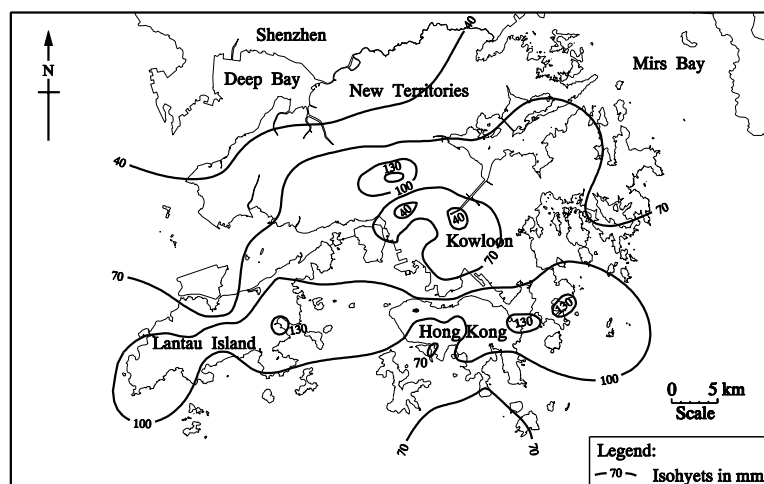 Shenzhen
40
Mirs Bay
N
Deep Bay
New Territories
130
100
40
40
40
70
Kowloon
70
70
130
130
130
Hong Kong
Lantau Island
70
100
100
0 5 km
Scale
70
70
Legend:
70 Isohyets in mm